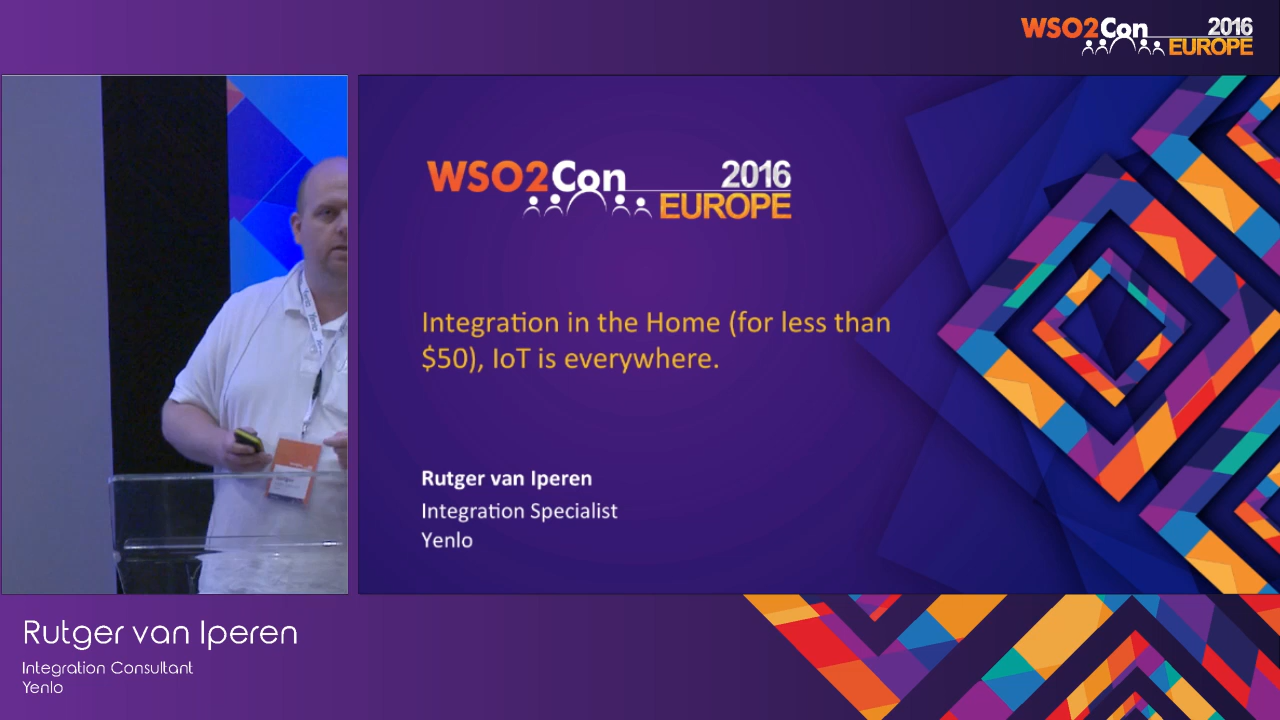 WSO2Con 2016
EUROPE
WSO2Con 2016
EUROPE
Integration in the Home (for less than
$50), IoT is everywhere.
Rutger van Iperen
Integration Specialist
Yenlo
Rutger van Iperen
Integration Consultant
Yenlo